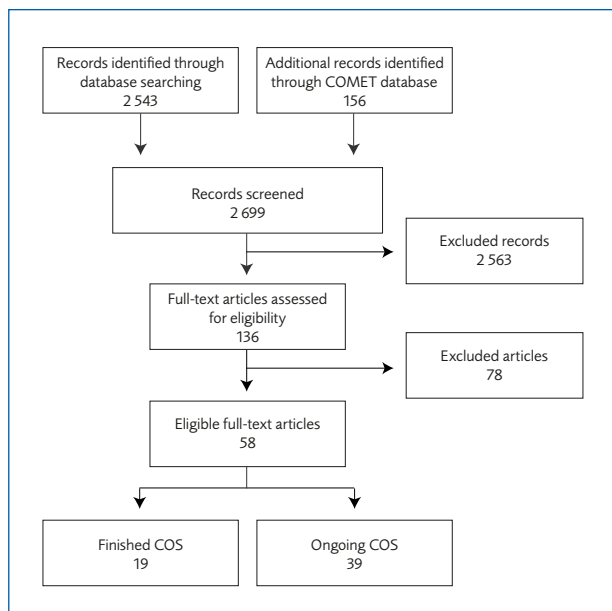 Records identified through
database searching
2 543
Additional records identified
through COMET database
156
Records screened
2 699
Excluded records
2 563
Full-text articles assessed
for eligibility
136
Excluded articles
78
Eligible full-text articles
58
Finished COS
19
Ongoing COS
39